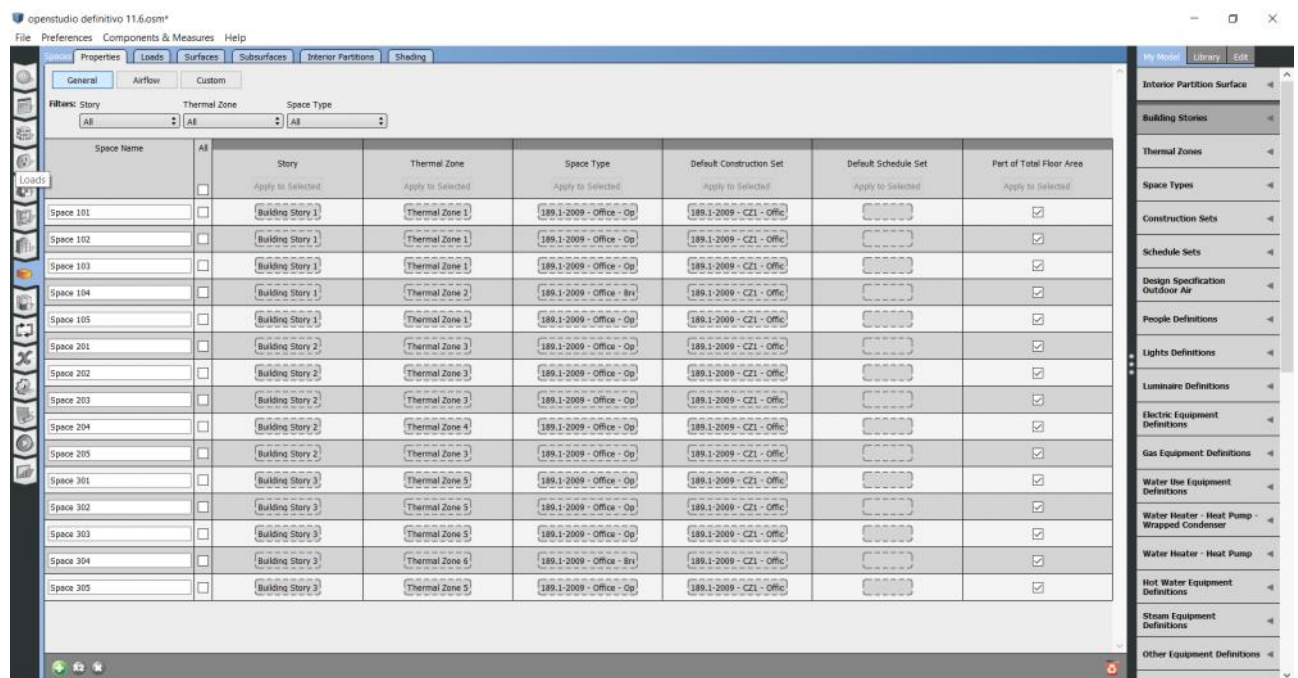 openstudio definitivo 11.6.osm*
File Preferences Components & Measures Help
Spaces Properties Loads Surfaces Subsurfaces Interior Partitions Shading
My Model Library Edit
General Airflow Custom
Filters: Story Thermal Zone Space Type
All All All
Space Name All Story Thermal Zone Space Type Default Construction Set Default Schedule Set Part of Total Floor Area
Apply to Selected Apply to Selected Apply to Selected Apply to Selected Apply to Selected Apply to Selected
Loads
Space 101 Building Story 1 Thermal Zone 1 189.1-2009 - Office - Op 189.1-2009 - CZ1 - Offic
Space 102 Building Story 1 Thermal Zone 1 189.1-2009 - Office - Op 189.1-2009 - CZ1 - Offic
Space 103 Building Story 1 Thermal Zone 1 189.1-2009 - Office - Op 189.1-2009 - CZ1 - Offic
Space 104 Building Story 1 Thermal Zone 2 189.1-2009 - Office - Bre 189.1-2009 - CZ1 - Offic
Space 105 Building Story 1 Thermal Zone 1 189.1-2009 - Office - Op 189.1-2009 - CZ1 - Offic
Space 201 Building Story 2 Thermal Zone 3 189.1-2009 - Office - Op 189.1-2009 - CZ1 - Offic
Space 202 Building Story 2 Thermal Zone 3 189.1-2009 - Office - Op 189.1-2009 - CZ1 - Offic
Space 203 Building Story 2 Thermal Zone 3 189.1-2009 - Office - Op 189.1-2009 - CZ1 - Offic
Space 204 Building Story 2 Thermal Zone 4 189.1-2009 - Office - Op 189.1-2009 - CZ1 - Offic
Space 205 Building Story 2 Thermal Zone 3 189.1-2009 - Office - Op 189.1-2009 - CZ1 - Offic
Space 301 Building Story 3 Thermal Zone 5 189.1-2009 - Office - Op 189.1-2009 - CZ1 - Offic
Space 302 Building Story 3 Thermal Zone 5 189.1-2009 - Office - Op 189.1-2009 - CZ1 - Offic
Space 303 Building Story 3 Thermal Zone 5 189.1-2009 - Office - Op 189.1-2009 - CZ1 - Offic
Space 304 Building Story 3 Thermal Zone 6 189.1-2009 - Office - Bre 189.1-2009 - CZ1 - Offic
Space 305 Building Story 3 Thermal Zone 5 189.1-2009 - Office - Op 189.1-2009 - CZ1 - Offic
Interior Partition Surface
Building Stories
Thermal Zones
Space Types
Construction Sets
Schedule Sets
Design Specification
Outdoor Air
People Definitions
Lights Definitions
Luminaire Definitions
Electric Equipment
Definitions
Gas Equipment Definitions
Water Use Equipment
Definitions
Water Heater - Heat Pump -
Wrapped Condenser
Water Heater - Heat Pump
Hot Water Equipment
Definitions
Steam Equipment
Definitions
Other Equipment Definitions